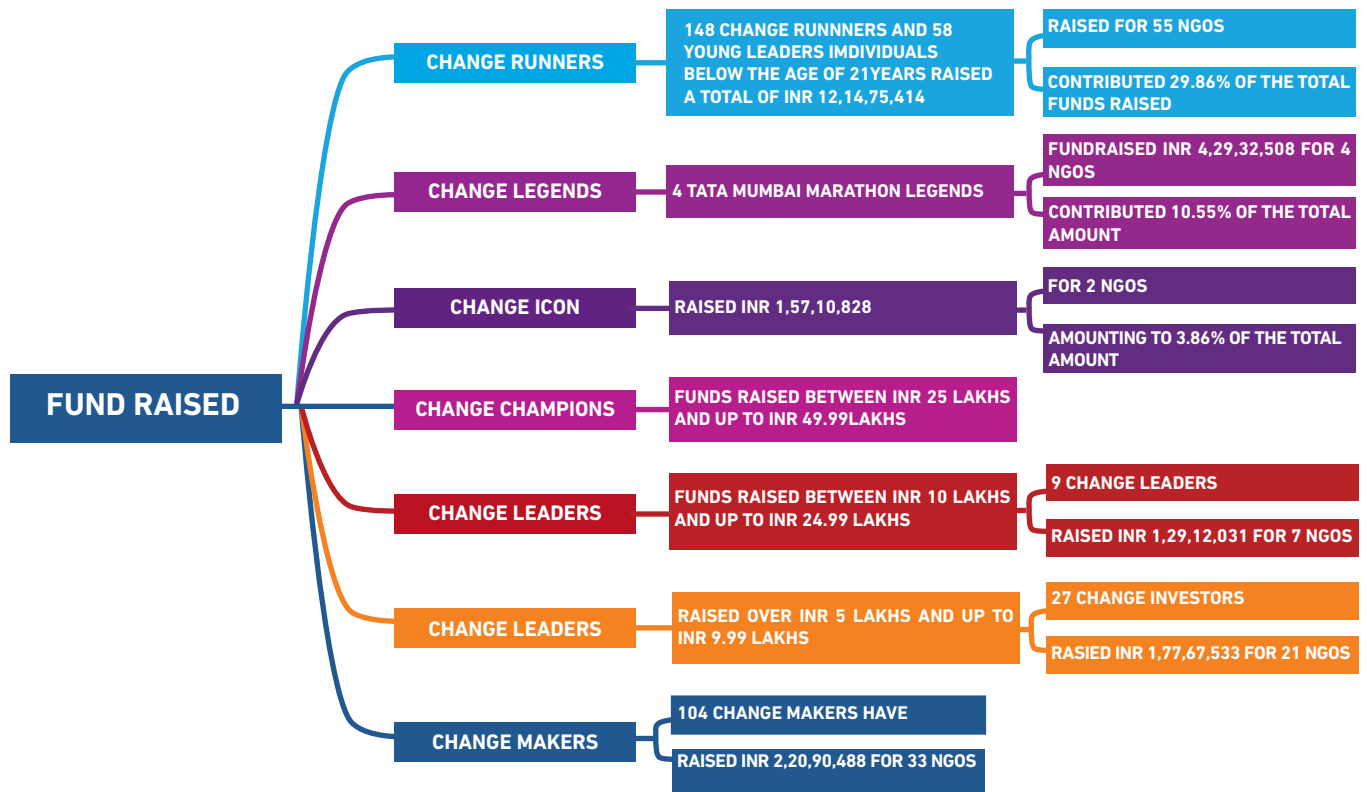 FUND RAISED
CHANGE RUNNERS
148 CHANGE RUNNNERS AND 58
YOUNG LEADERS IMDIVIDUALS
BELOW THE AGE OF 21YEARS RAISED
A TOTAL OF INR 12,14,75,414
RAISED FOR 55 NGOS
CONTRIBUTED 29.86% OF THE TOTAL
FUNDS RAISED
CHANGE LEGENDS
4 TATA MUMBAI MARATHON LEGENDS
FUNDRAISED INR 4,29,32,508 FOR 4
NGOS
CONTRIBUTED 10.55% OF THE TOTAL
AMOUNT
CHANGE ICON
RAISED INR 1,57,10,828
FOR 2 NGOS
AMOUNTING TO 3.86% OF THE TOTAL
AMOUNT
CHANGE CHAMPIONS
FUNDS RAISED BETWEEN INR 25 LAKHS
AND UP TO INR 49.99LAKHS
CHANGE LEADERS
FUNDS RAISED BETWEEN INR 10 LAKHS
AND UP TO INR 24.99 LAKHS
9 CHANGE LEADERS
RAISED INR 1,29,12,031 FOR 7 NGOS
CHANGE LEADERS
RAISED OVER INR 5 LAKHS AND UP TO
INR 9.99 LAKHS
27 CHANGE INVESTORS
RASIED INR 1,77,67,533 FOR 21 NGOS
CHANGE MAKERS
104 CHANGE MAKERS HAVE
RAISED INR 2,20,90,488 FOR 33 NGOS